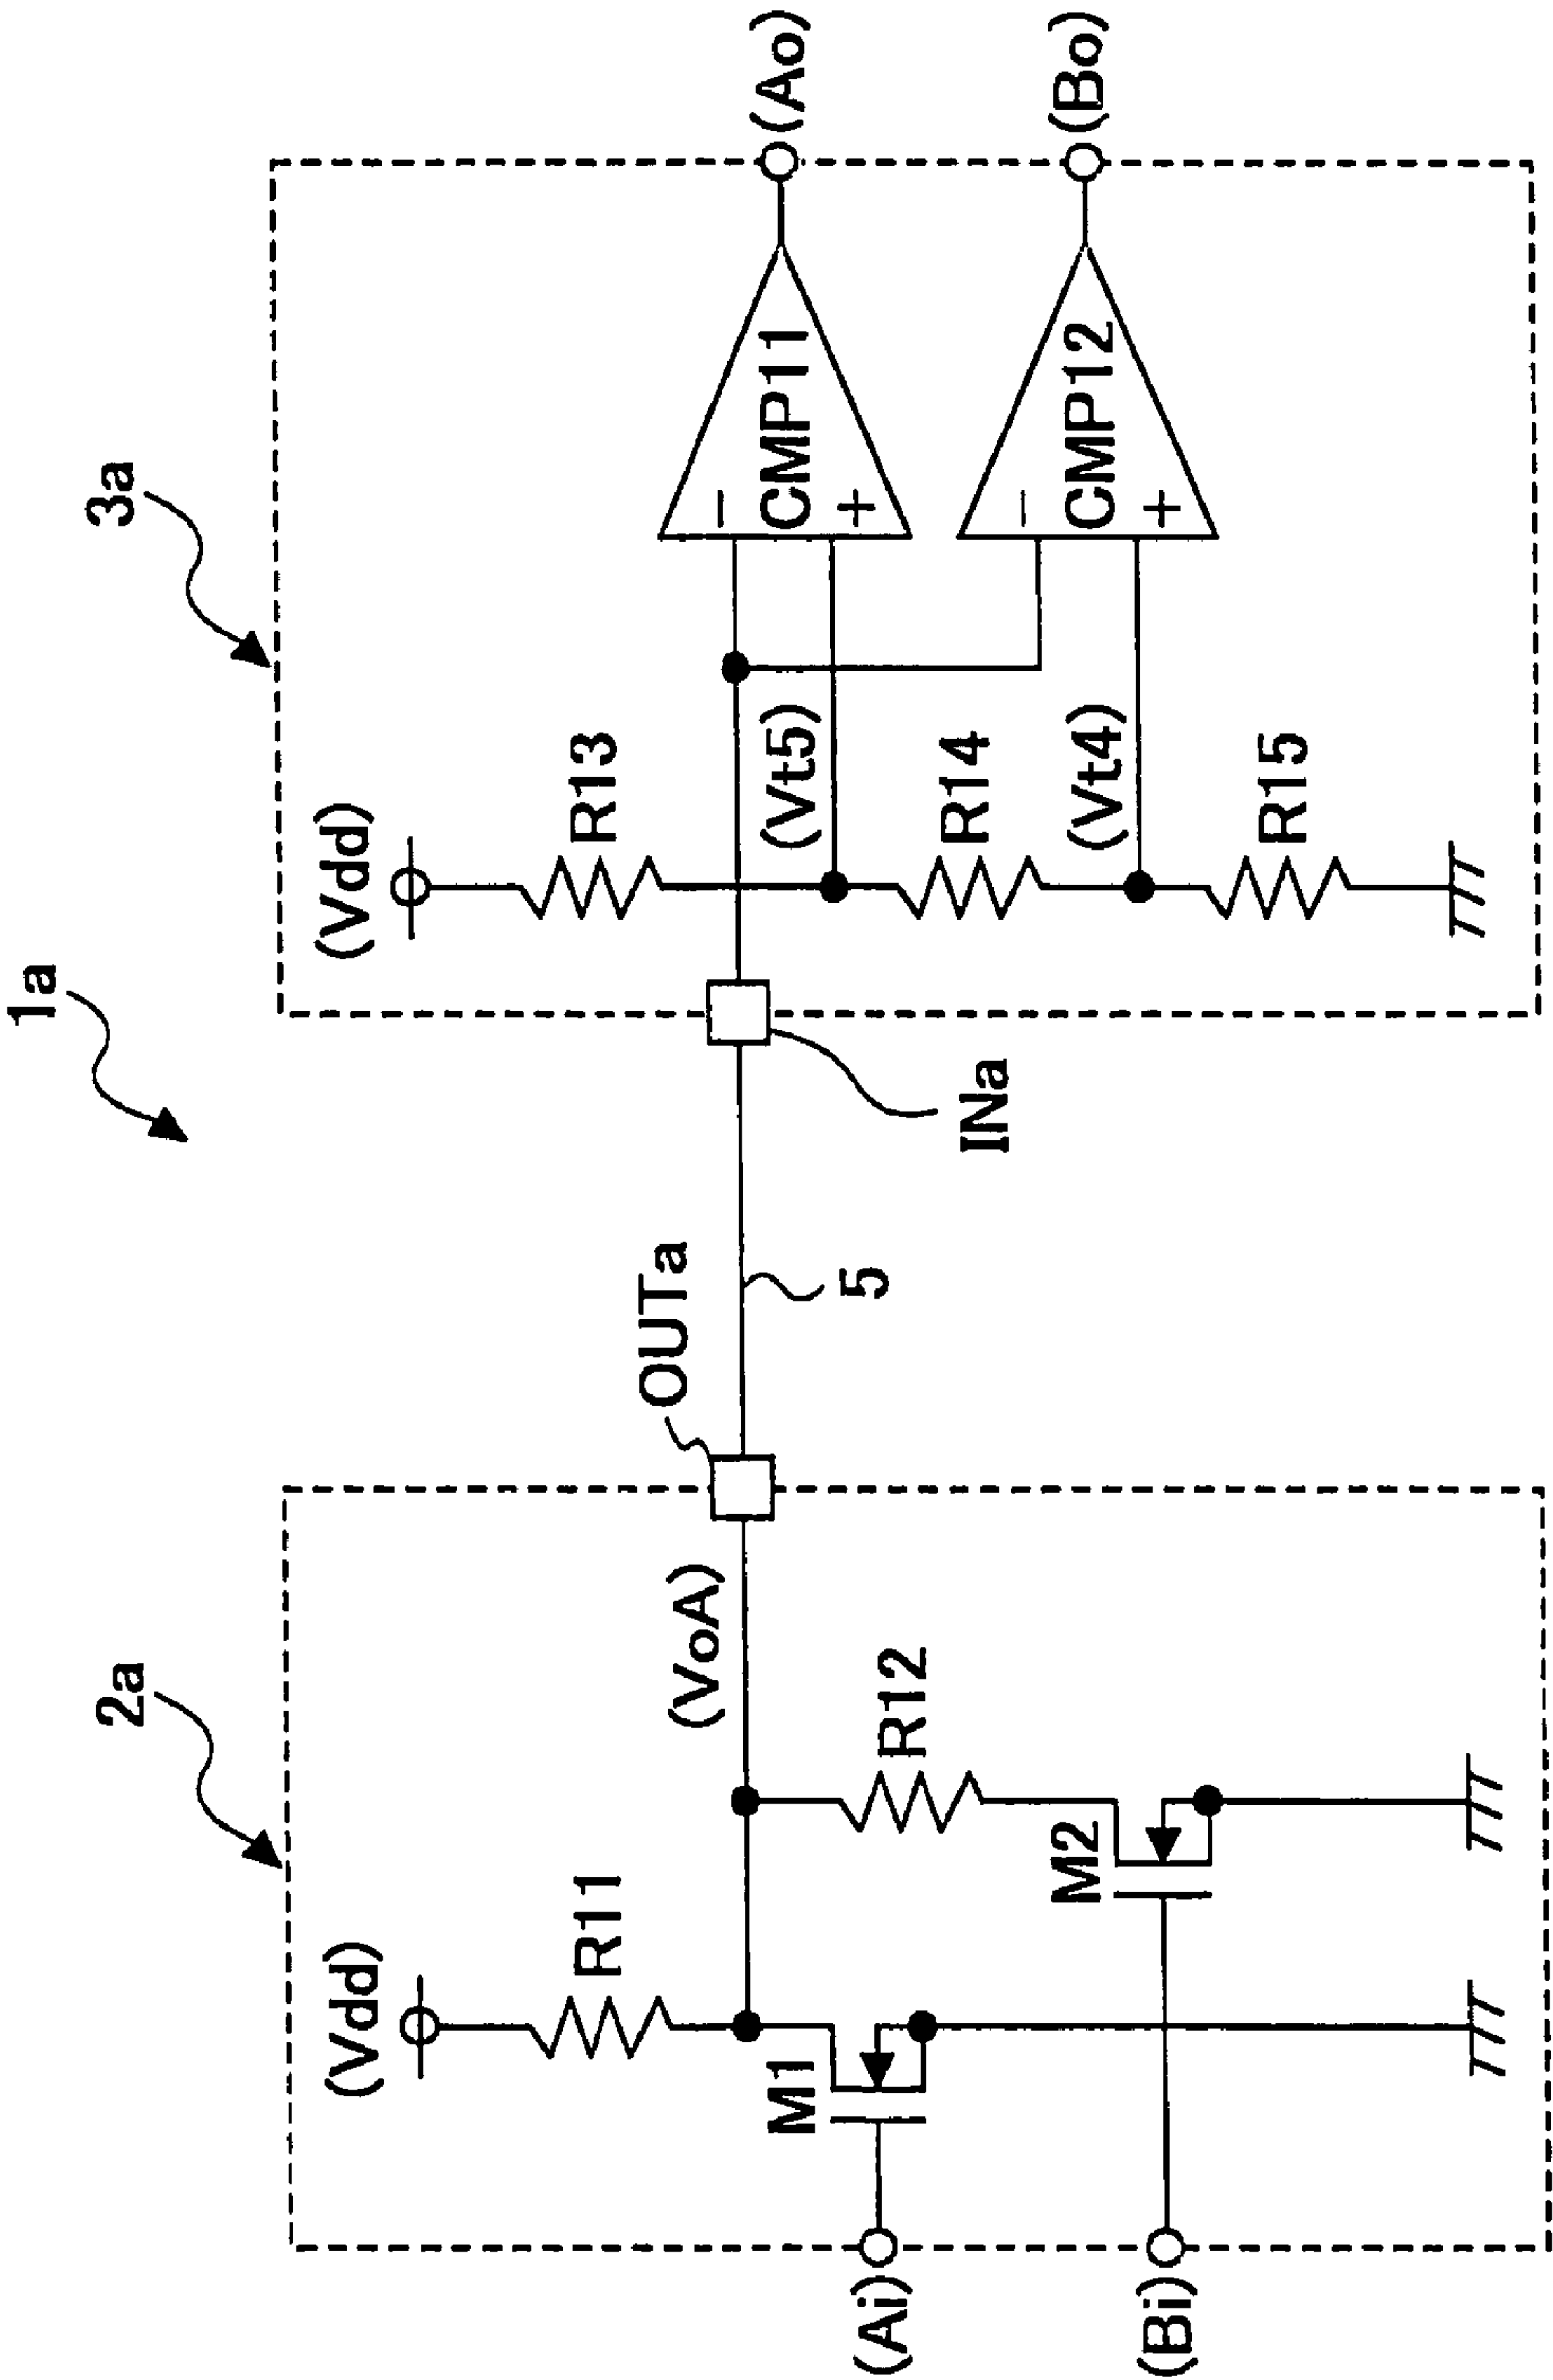 1a
2a
3a
(Vdd)
R11
(VoA)
OUTa
5
INa
M1
R12
M2
(Ai)
(Bi)
(Vdd)
R13
(Vt5)
R14
(Vt4)
R15
−
CMP11
+
−
CMP12
+
(Ao)
(Bo)